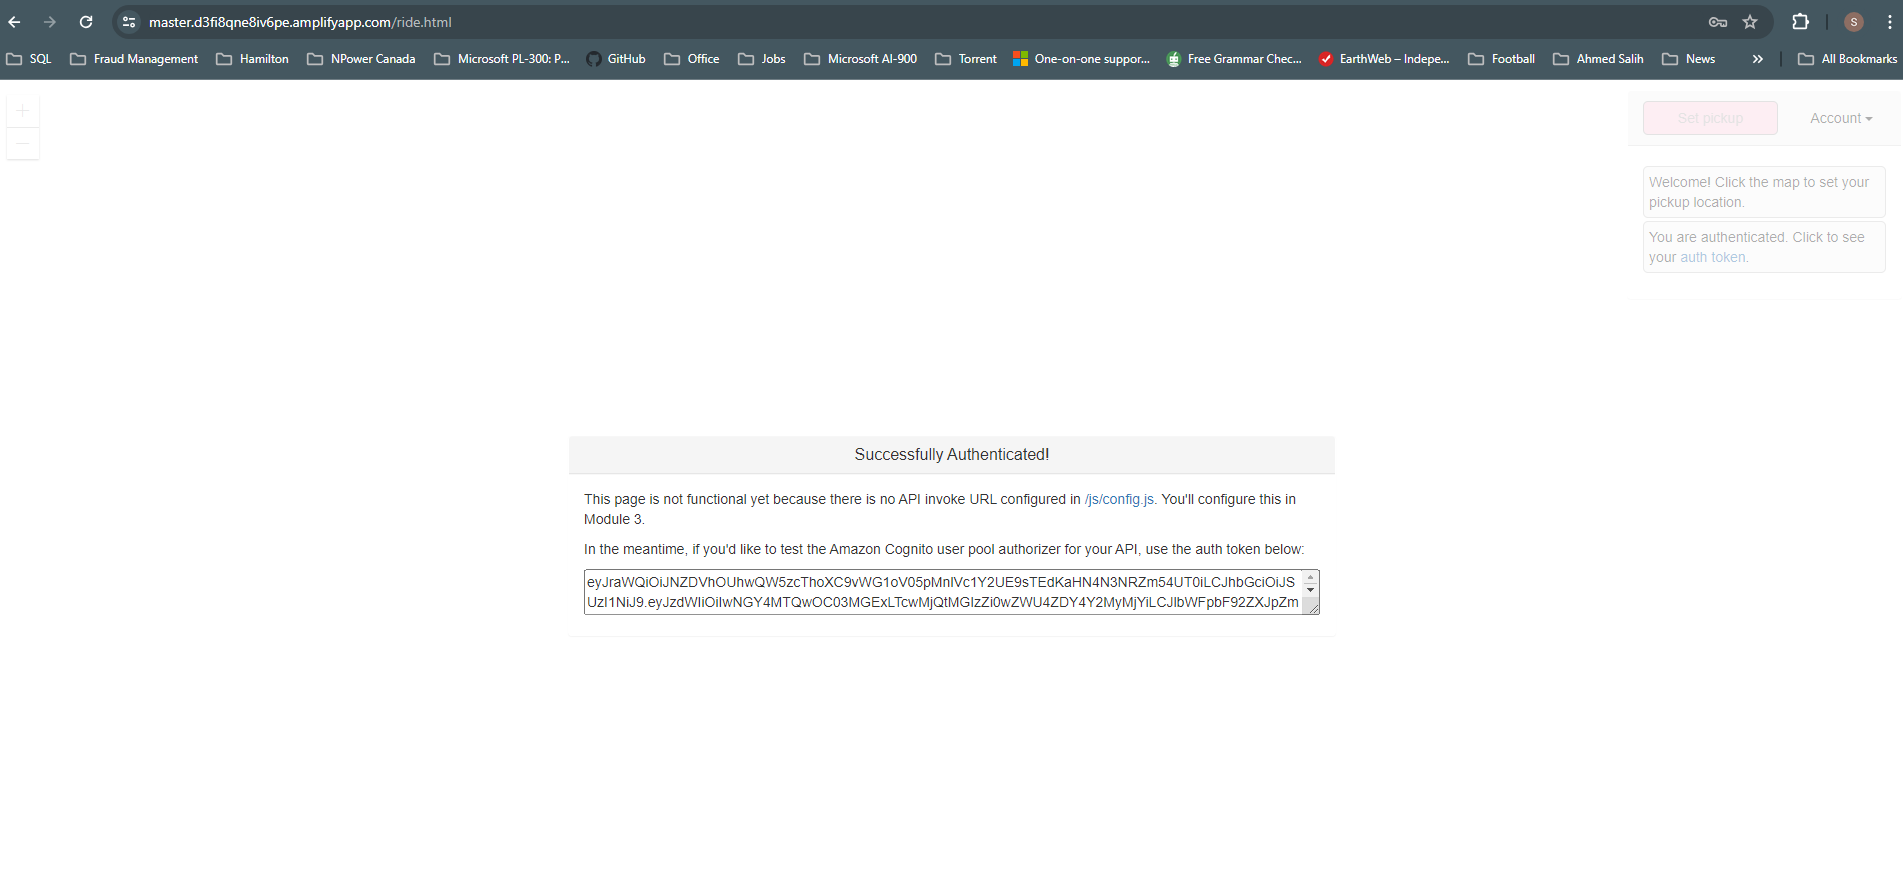 master.d3fi8qne8iv6pe.amplifyapp.com/ride.html
S
SQL
Fraud Management
Hamilton
NPower Canada
Microsoft PL-300: P...
GitHub
Office
Jobs
Microsoft AI-900
Torrent
One-on-one suppor...
Free Grammar Chec...
EarthWeb – Indepe...
Football
Ahmed Salih
News
All Bookmarks
Set pickup
Account
Welcome! Click the map to set your
pickup location.
You are authenticated. Click to see
your auth token.
Successfully Authenticated!
This page is not functional yet because there is no API invoke URL configured in /js/config.js. You'll configure this in
Module 3.
In the meantime, if you'd like to test the Amazon Cognito user pool authorizer for your API, use the auth token below: